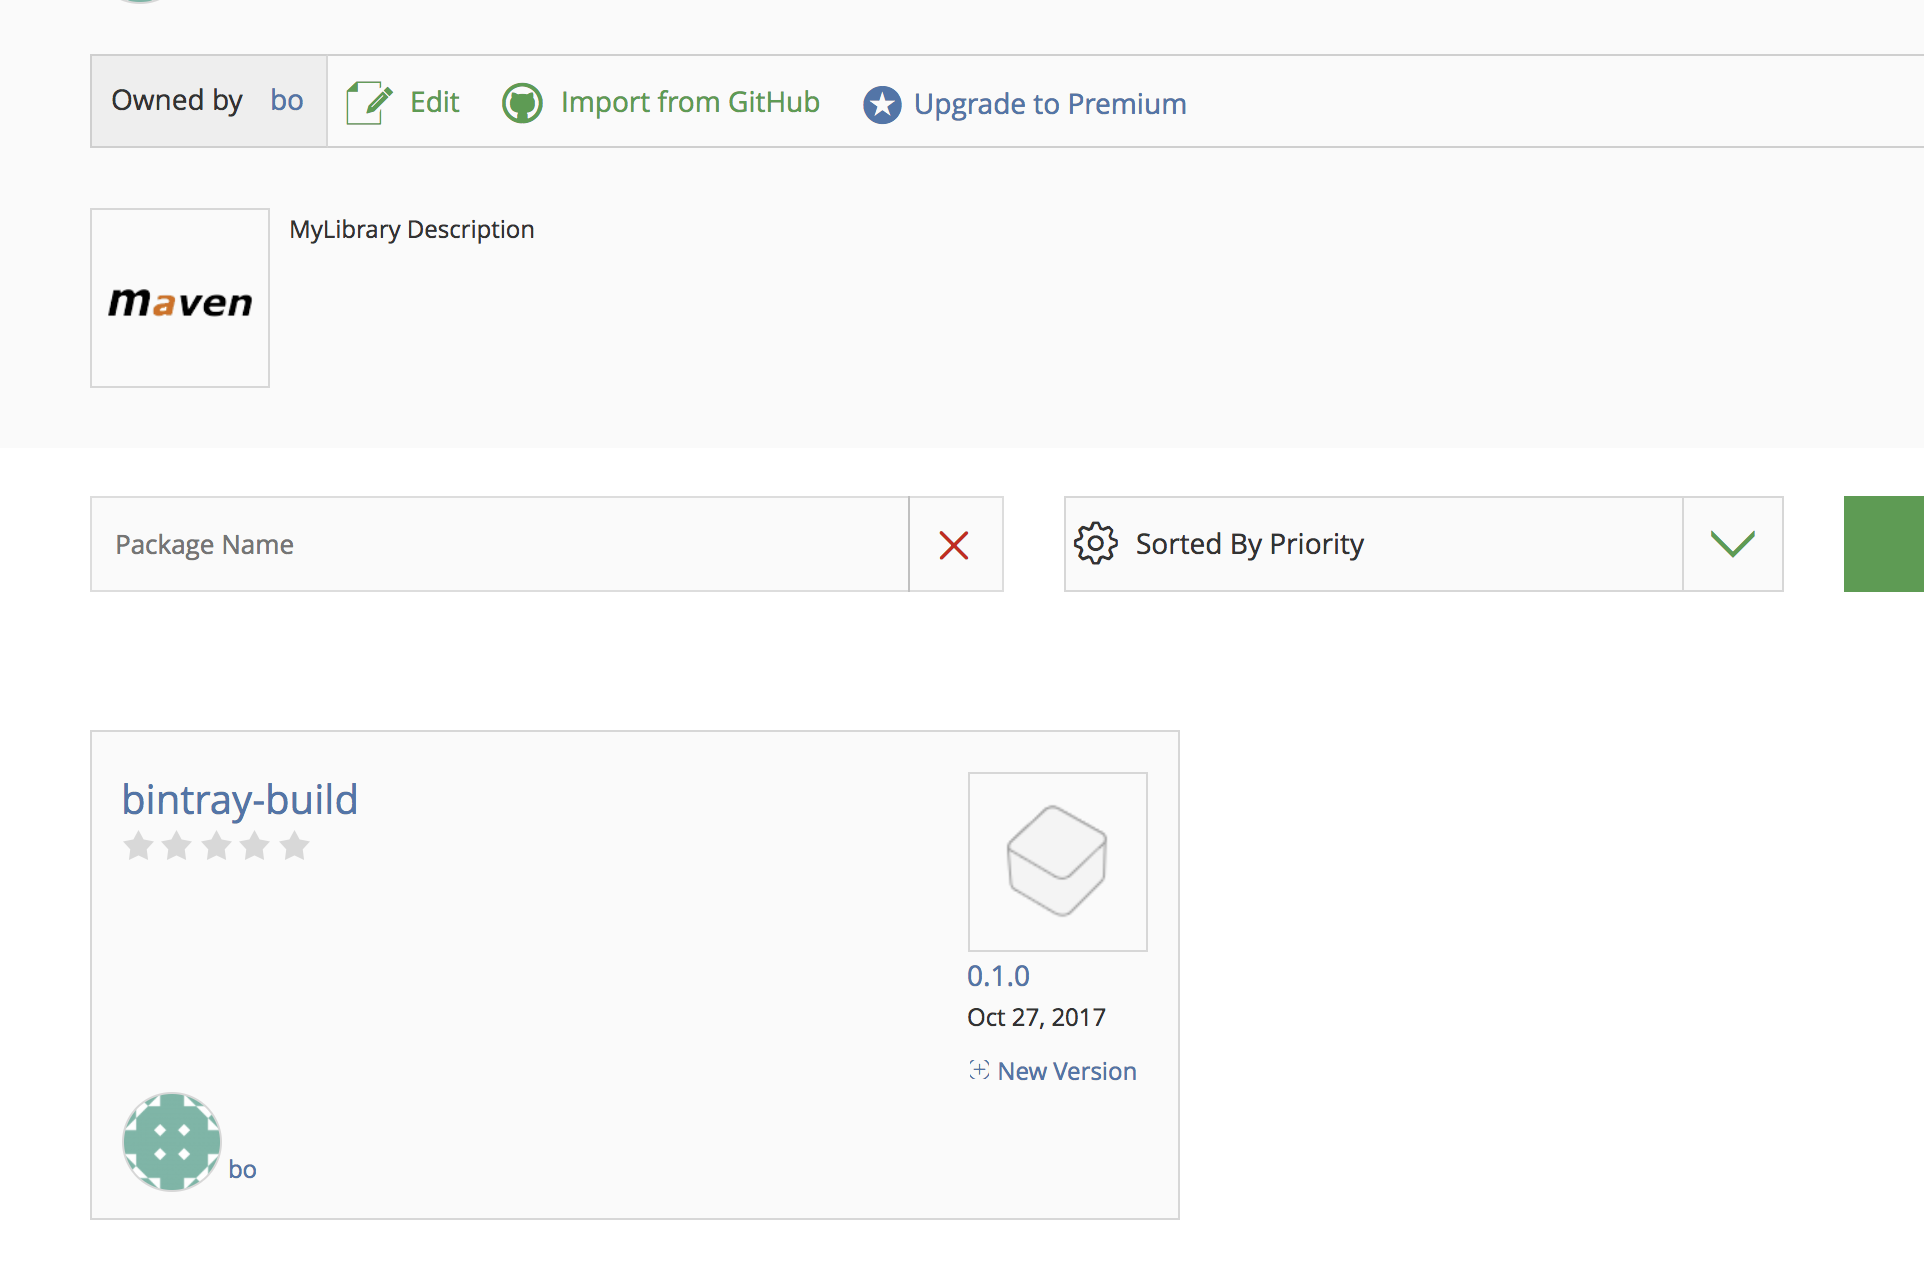 Owned by bo Edit Import from GitHub Upgrade to Premium
MyLibrary Description
maven
Package Name
Sorted By Priority
bintray-build
0.1.0
Oct 27, 2017
New Version
bo